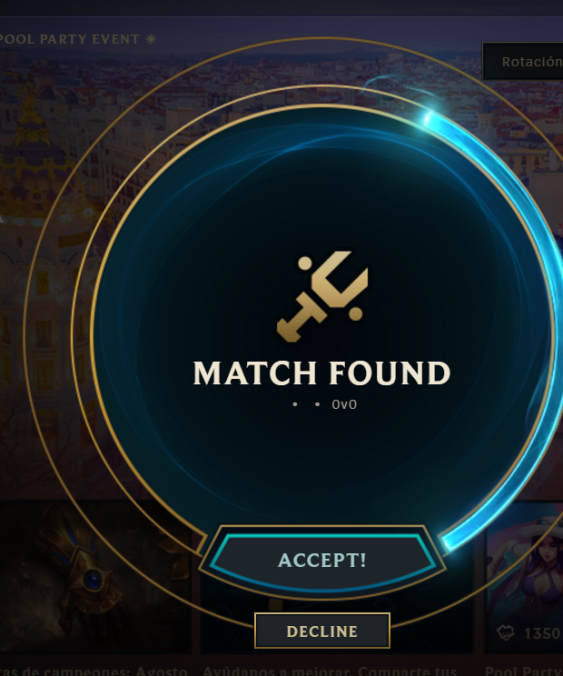 POOL PARTY EVENT ☀
Rotación
MATCH FOUND
• • 0v0
ACCEPT!
DECLINE
1350
tas de campeones: Agosto
Ayúdanos a mejorar. Comparte tus
Pool Party